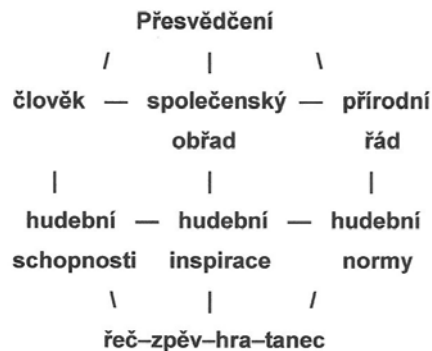 Přesvědčení
/ | \
člověk — společenský — přírodní
obřad řád
| | |
hudební — hudební — hudební
schopnosti inspirace normy
\ | /
řeč–zpěv–hra–tanec